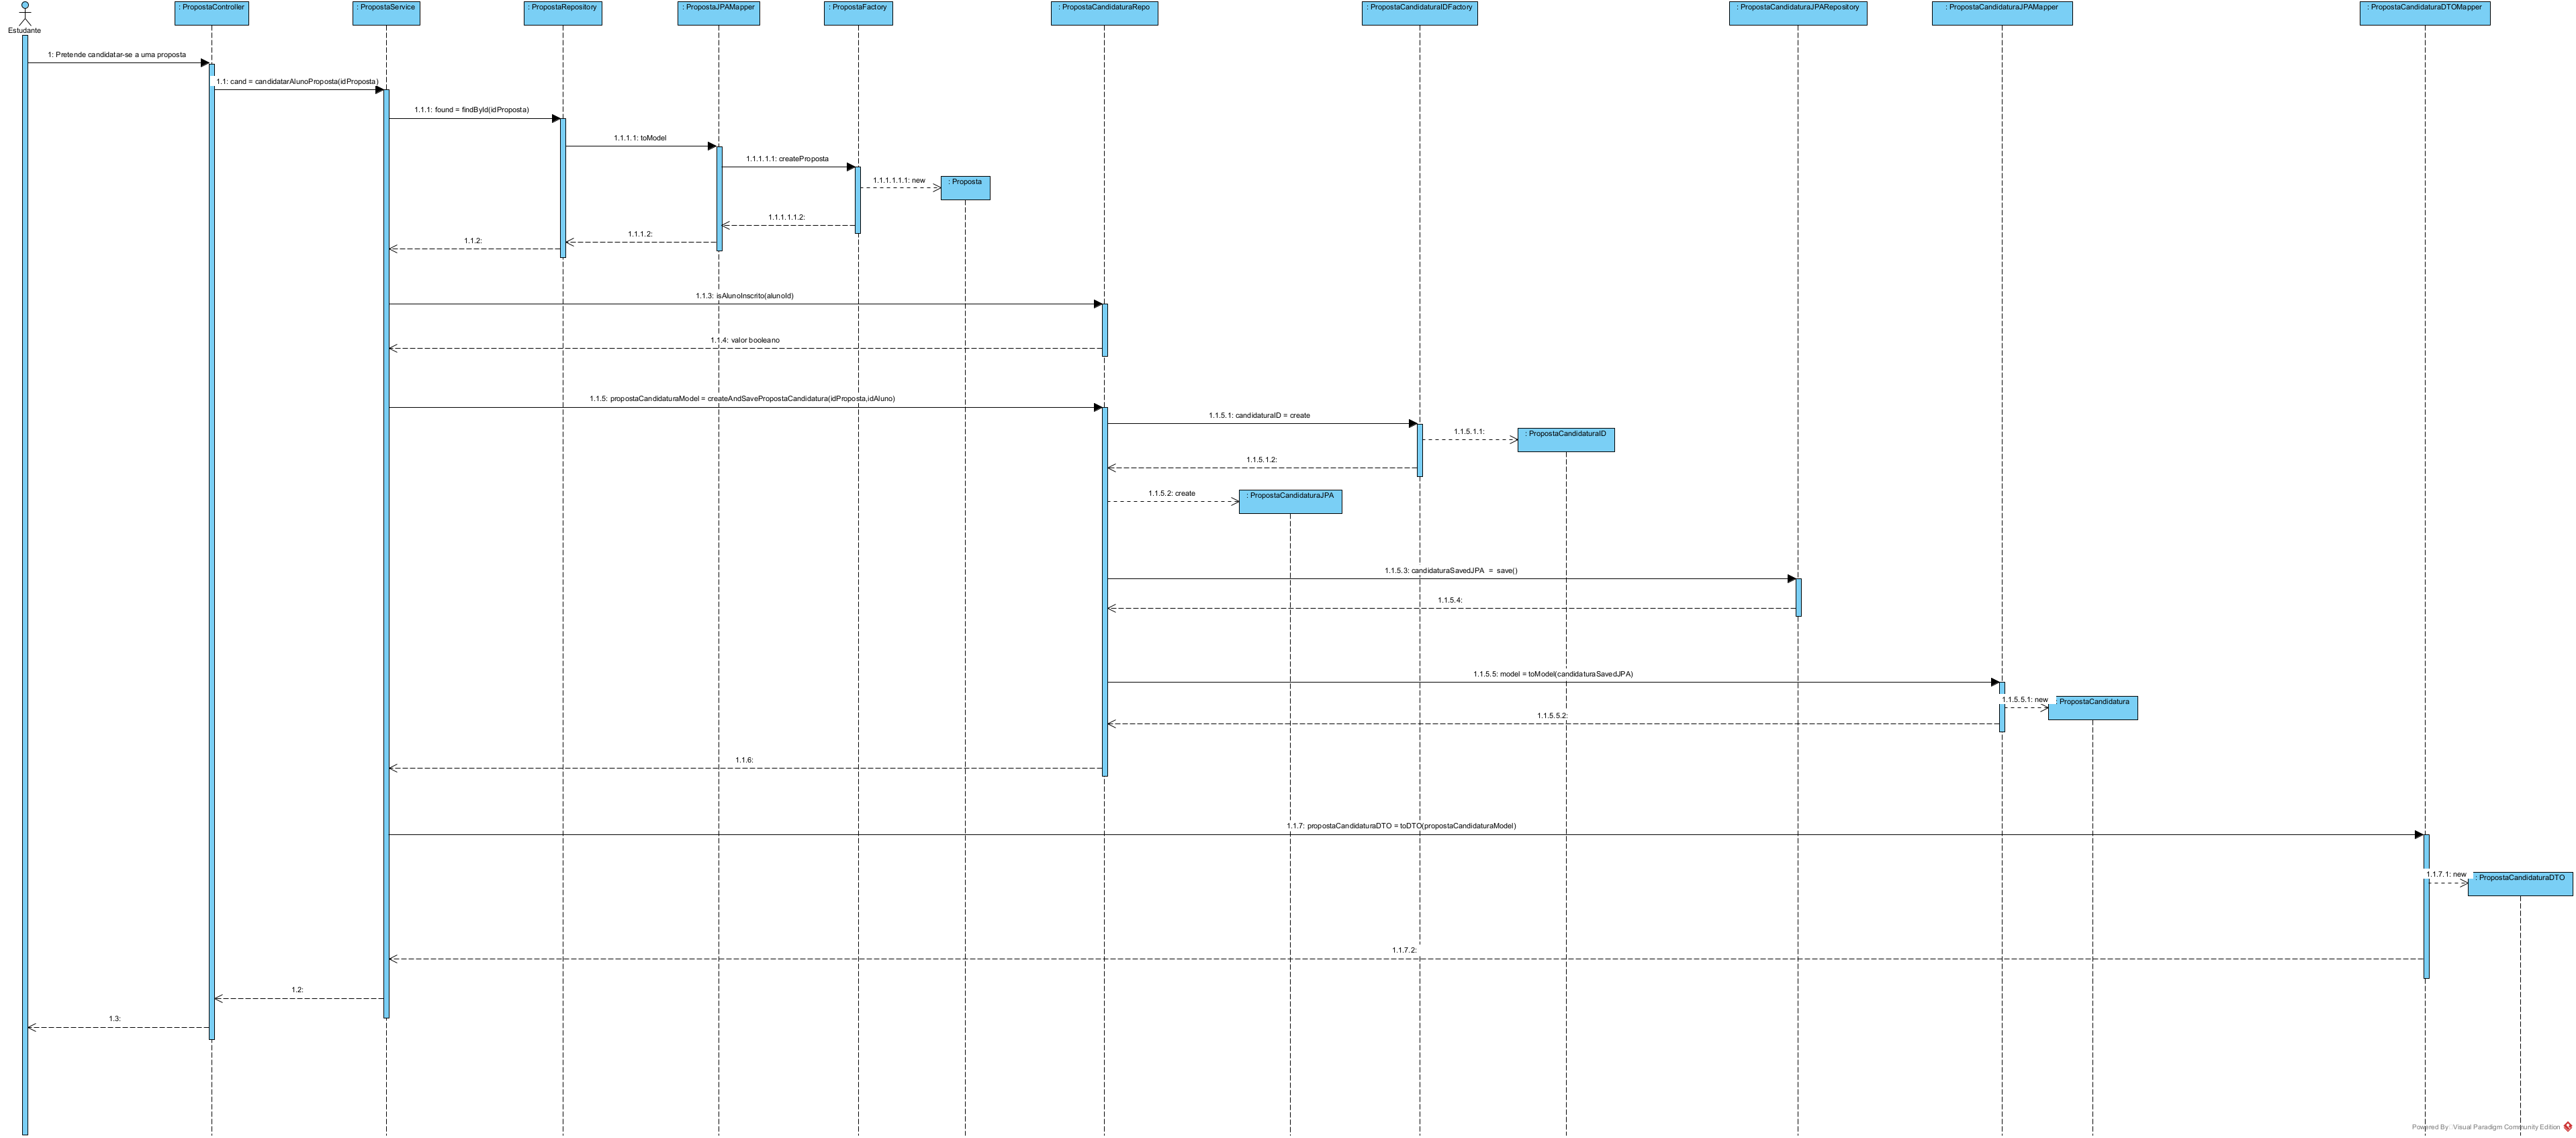 : PropostaController
: PropostaService
: PropostaRepository
: PropostaJPAMapper
: PropostaFactory
: PropostaCandidaturaRepo
: PropostaCandidaturaIDFactory
: PropostaCandidaturaJPARepository
: PropostaCandidaturaJPAMapper
: PropostaCandidaturaDTOMapper
Estudante
1: Pretende candidatar-se a uma proposta
1.1: cand = candidatarAlunoProposta(idProposta)
1.1.1: found = findById(idProposta)
1.1.1.1: toModel
1.1.1.1.1: createProposta
1.1.1.1.1.1: new
: Proposta
1.1.1.1.1.2:
1.1.1.2:
1.1.2:
1.1.3: isAlunoInscrito(alunoId)
1.1.4: valor booleano
1.1.5: propostaCandidaturaModel = createAndSavePropostaCandidatura(idProposta,idAluno)
1.1.5.1: candidaturaID = create
1.1.5.1.1:
: PropostaCandidaturaID
1.1.5.1.2:
1.1.5.2: create
: PropostaCandidaturaJPA
1.1.5.3: candidaturaSavedJPA = save()
1.1.5.4:
1.1.5.5: model = toModel(candidaturaSavedJPA)
1.1.5.5.1: new
: PropostaCandidatura
1.1.5.5.2:
1.1.6:
1.1.7: propostaCandidaturaDTO = toDTO(propostaCandidaturaModel)
1.1.7.1: new
: PropostaCandidaturaDTO
1.1.7.2:
1.2:
1.3:
Powered By Visual Paradigm Community Edition